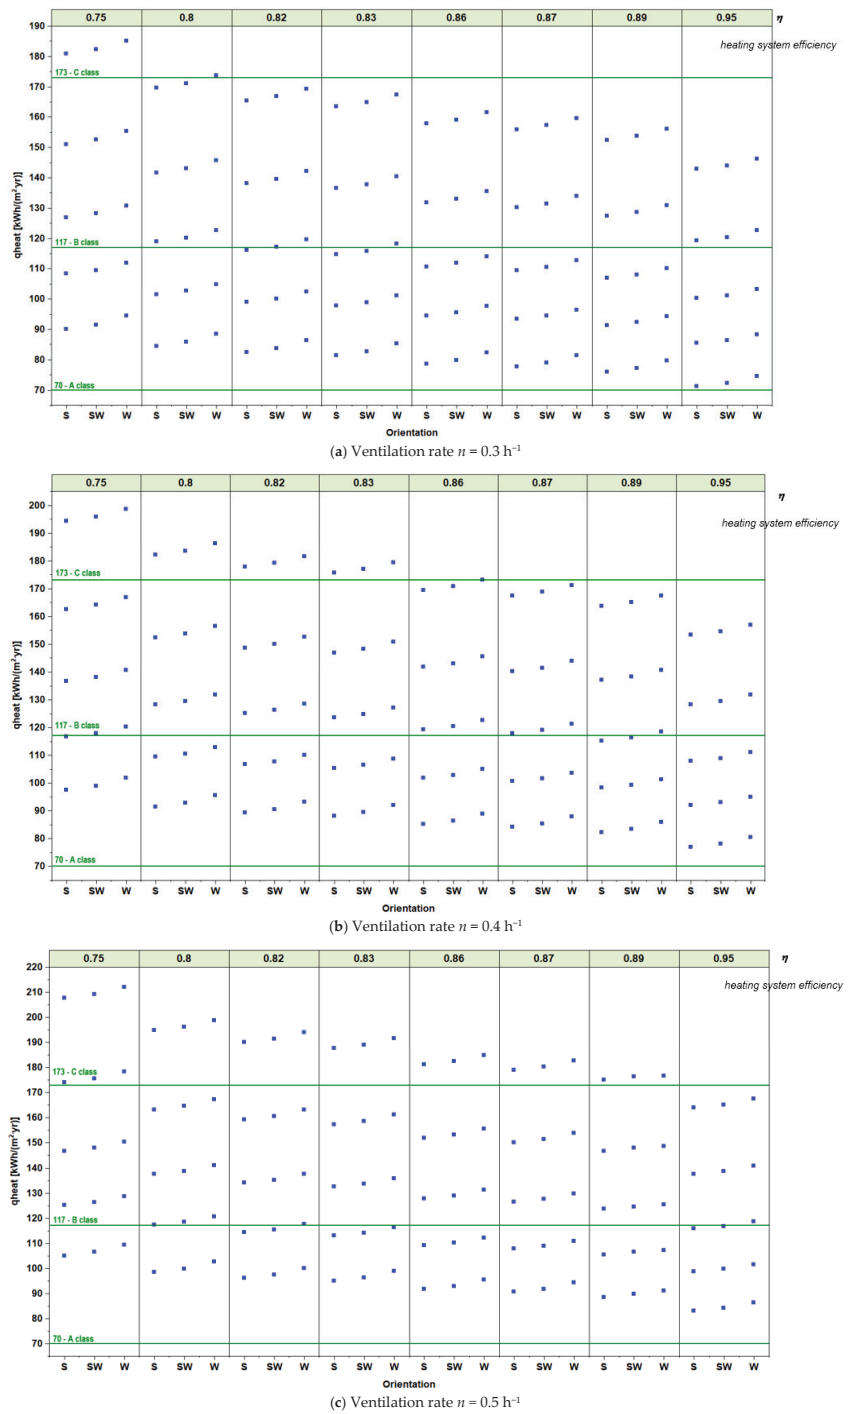 0.75 0.8 0.82 0.83 0.86 0.87 0.89 0.95 η
heating system efficiency
190
180
173 - C class
170
160
150
140
130
120
117 - B class
110
100
90
80
70 - A class
70
qheat [kWh/(m²·yr)]
S SW W S SW W S SW W S SW W S SW W S SW W S SW W S SW W
Orientation
(a) Ventilation rate n = 0.3 h⁻¹
0.75 0.8 0.82 0.83 0.86 0.87 0.89 0.95 η
heating system efficiency
200
190
180
173 - C class
170
160
150
140
130
120
117 - B class
110
100
90
80
70 - A class
70
qheat [kWh/(m²·yr)]
S SW W S SW W S SW W S SW W S SW W S SW W S SW W S SW W
Orientation
(b) Ventilation rate n = 0.4 h⁻¹
0.75 0.8 0.82 0.83 0.86 0.87 0.89 0.95 η
heating system efficiency
220
210
200
190
180
173 - C class
170
160
150
140
130
120
117 - B class
110
100
90
80
70 - A class
70
qheat [kWh/(m²·yr)]
S SW W S SW W S SW W S SW W S SW W S SW W S SW W S SW W
Orientation
(c) Ventilation rate n = 0.5 h⁻¹